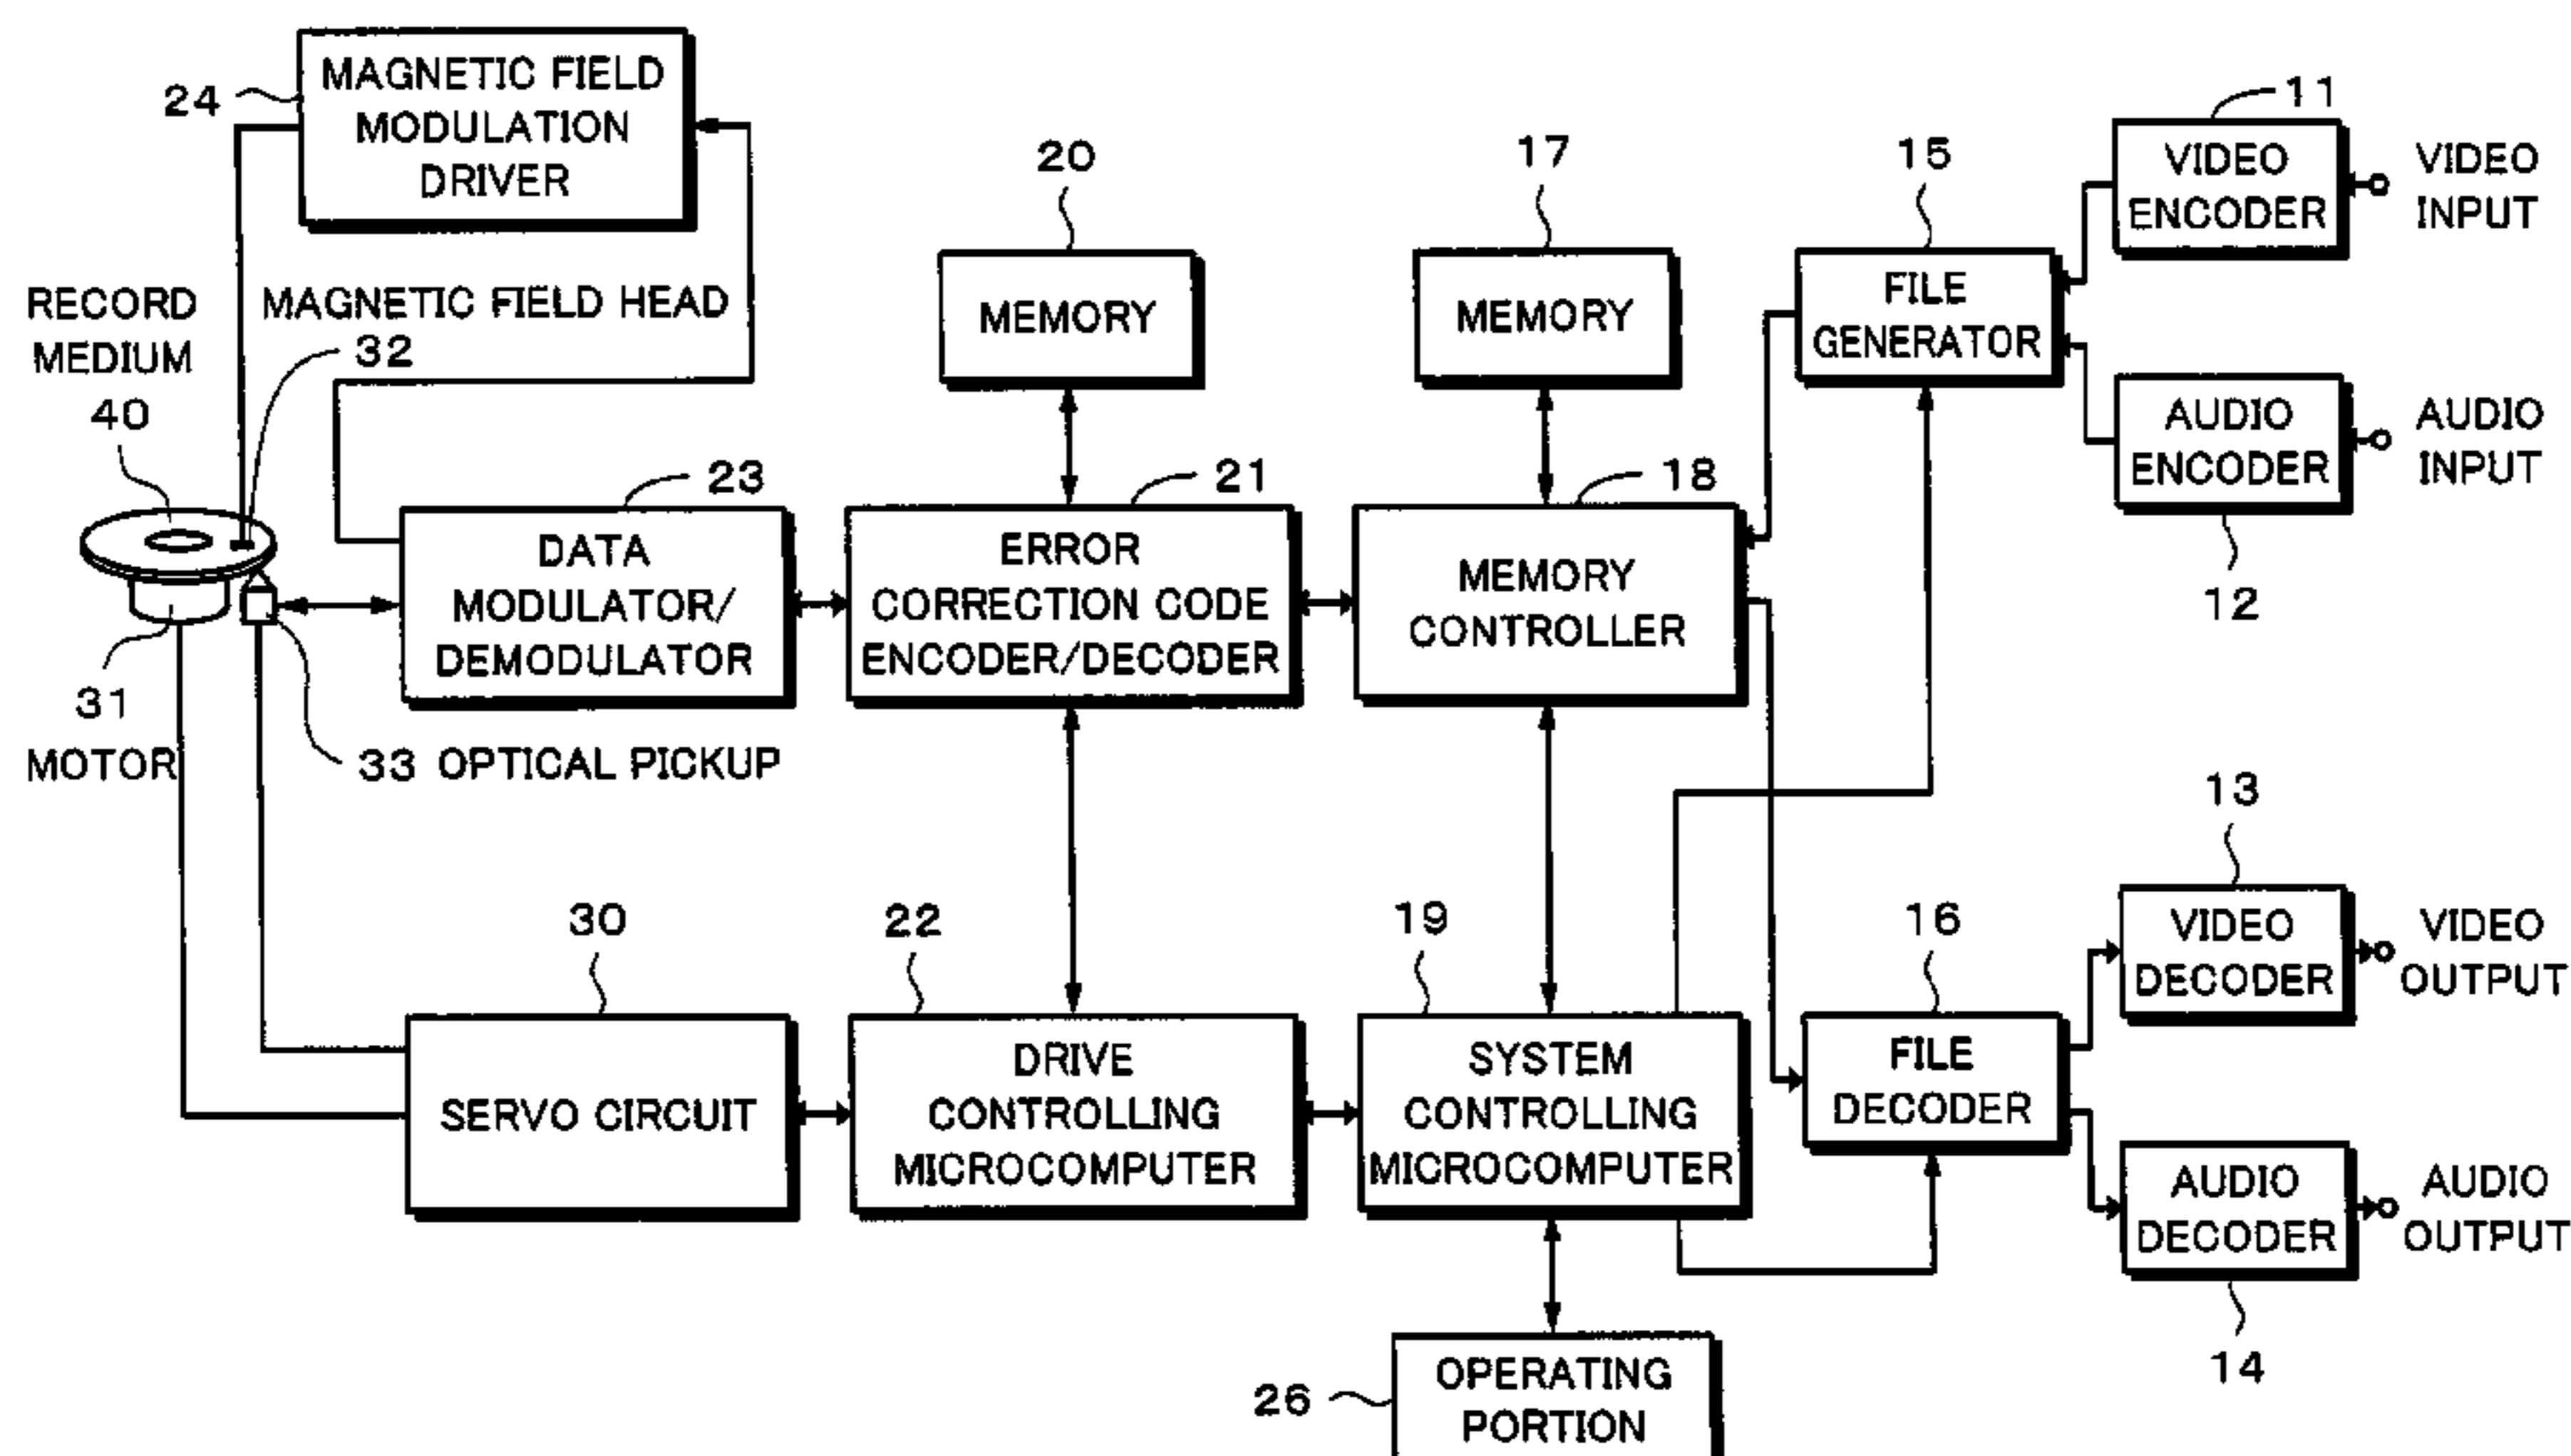 24
MAGNETIC FIELD
MODULATION
DRIVER
RECORD
MEDIUM
40
MAGNETIC FIELD HEAD
32
20
MEMORY
17
MEMORY
15
FILE
GENERATOR
11
VIDEO
ENCODER
VIDEO
INPUT
AUDIO
ENCODER
12
AUDIO
INPUT
23
DATA
MODULATOR/
DEMODULATOR
21
ERROR
CORRECTION CODE
ENCODER/DECODER
18
MEMORY
CONTROLLER
31
MOTOR
33 OPTICAL PICKUP
30
SERVO CIRCUIT
22
DRIVE
CONTROLLING
MICROCOMPUTER
19
SYSTEM
CONTROLLING
MICROCOMPUTER
16
FILE
DECODER
13
VIDEO
DECODER
VIDEO
OUTPUT
AUDIO
DECODER
14
AUDIO
OUTPUT
26
OPERATING
PORTION